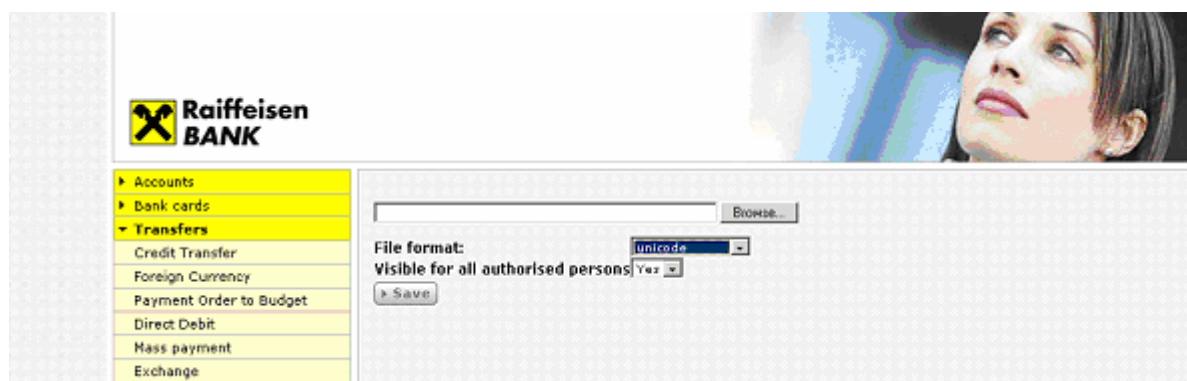 Raiffeisen
BANK
Accounts
Bank cards
Transfers
Credit Transfer
Foreign Currency
Payment Order to Budget
Direct Debit
Mass payment
Exchange
Browse...
File format: unicode
Visible for all authorised persons Yes
Save